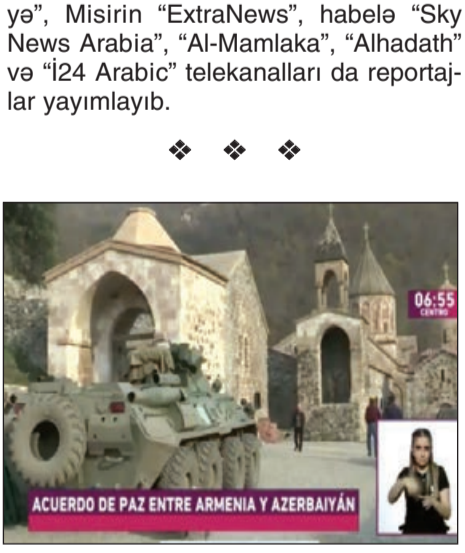 yə”, Misirin “ExtraNews”, habelə “Sky
News Arabia”, “Al-Mamlaka”, “Alhadath”
və “İ24 Arabic” telekanalları da reportaj-
lar yayımlayıb.
06:55
CENTRO
ACUERDO DE PAZ ENTRE ARMENIA Y AZERBAIYÁN